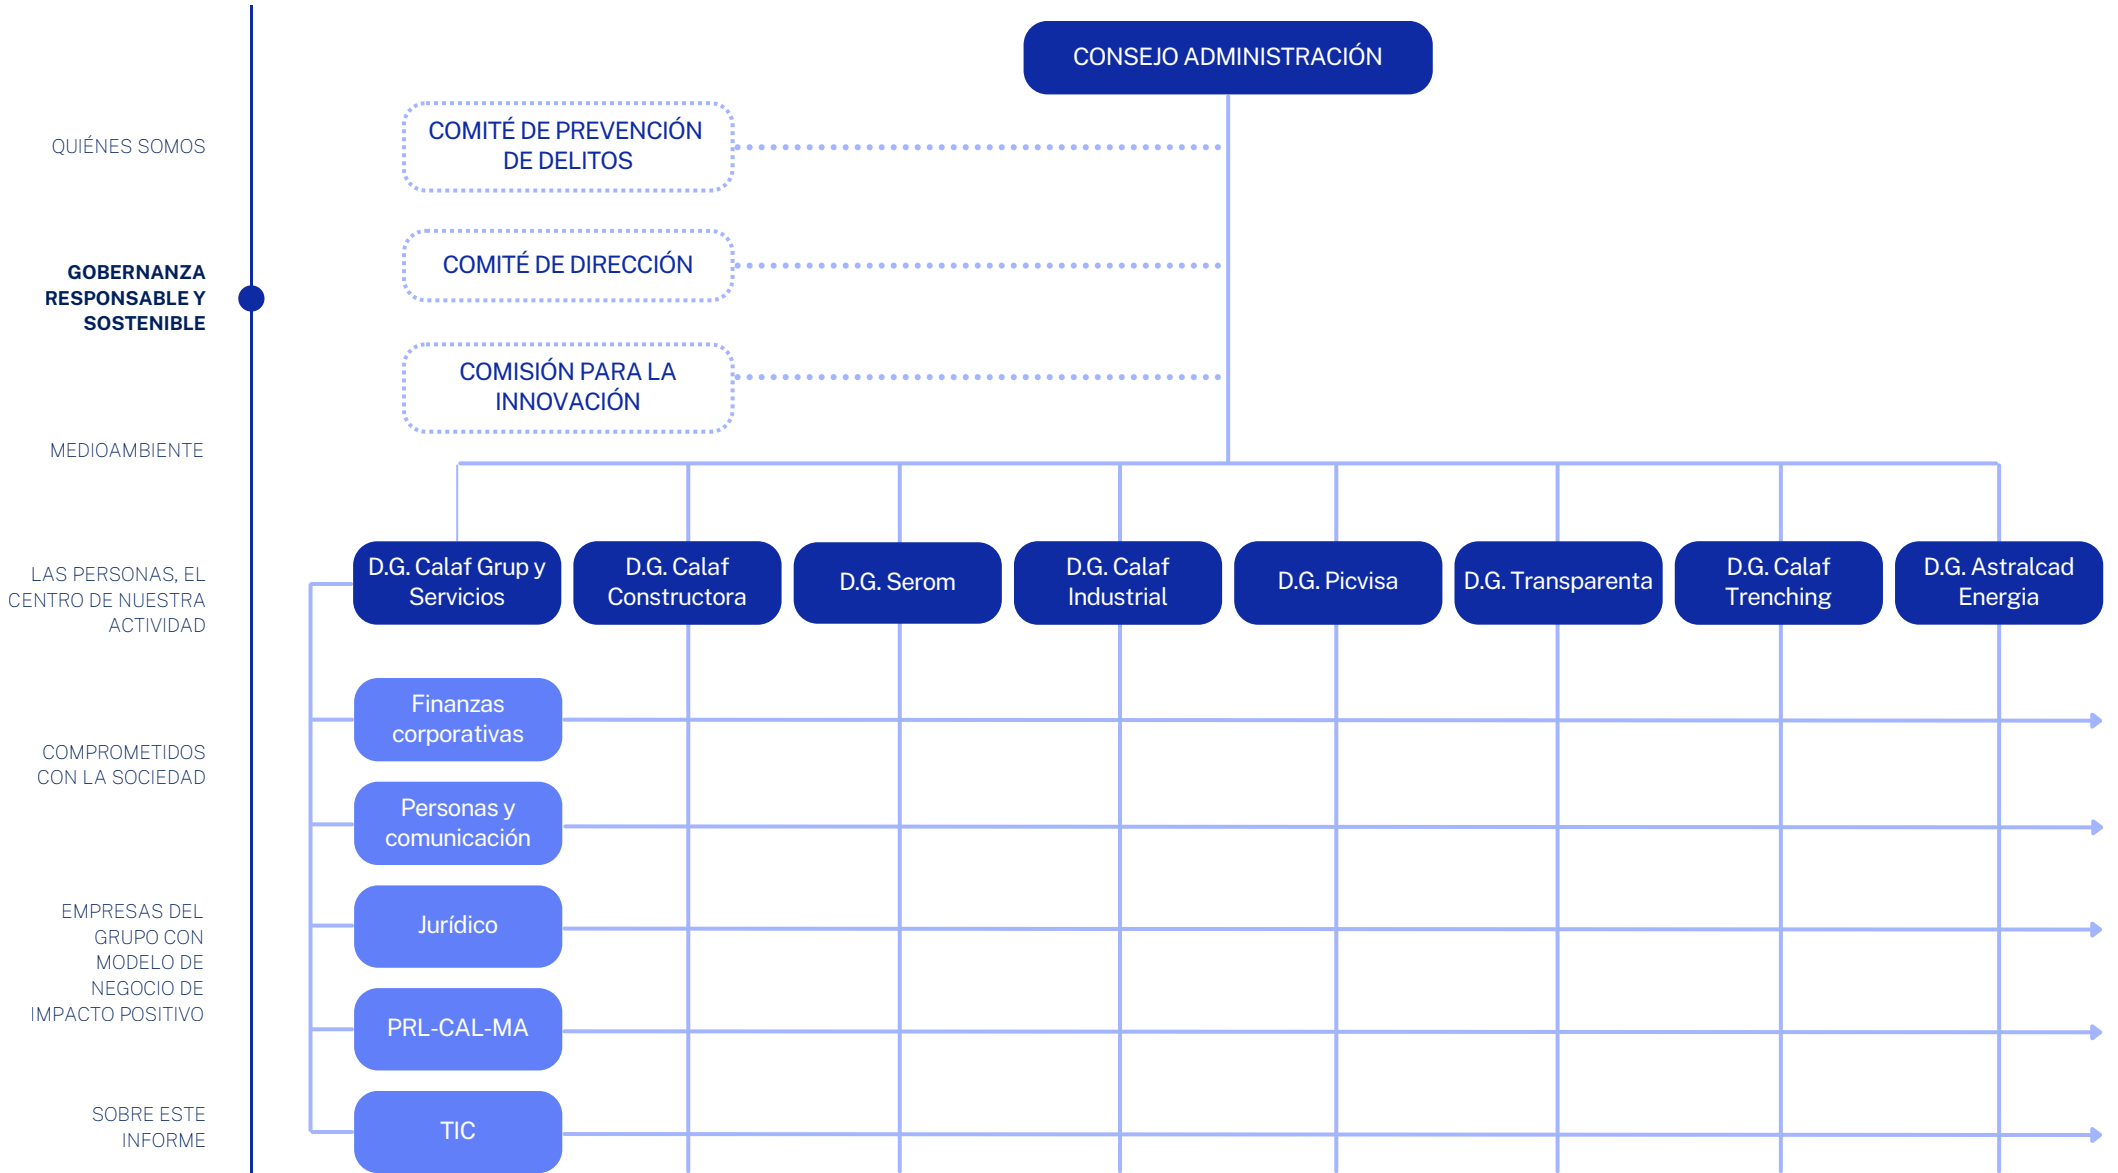 QUIÉNES SOMOS
GOBERNANZA
RESPONSABLE Y
SOSTENIBLE
MEDIOAMBIENTE
LAS PERSONAS, EL
CENTRO DE NUESTRA
ACTIVIDAD
COMPROMETIDOS
CON LA SOCIEDAD
EMPRESAS DEL
GRUPO CON
MODELO DE
NEGOCIO DE
IMPACTO POSITIVO
SOBRE ESTE
INFORME
CONSEJO ADMINISTRACIÓN
COMITÉ DE PREVENCIÓN
DE DELITOS
COMITÉ DE DIRECCIÓN
COMISIÓN PARA LA
INNOVACIÓN
D.G. Calaf Grup y
Servicios
D.G. Calaf
Constructora
D.G. Serom
D.G. Calaf
Industrial
D.G. Picvisa
D.G. Transparenta
D.G. Calaf
Trenching
D.G. Astralcad
Energia
Finanzas
corporativas
Personas y
comunicación
Jurídico
PRL-CAL-MA
TIC